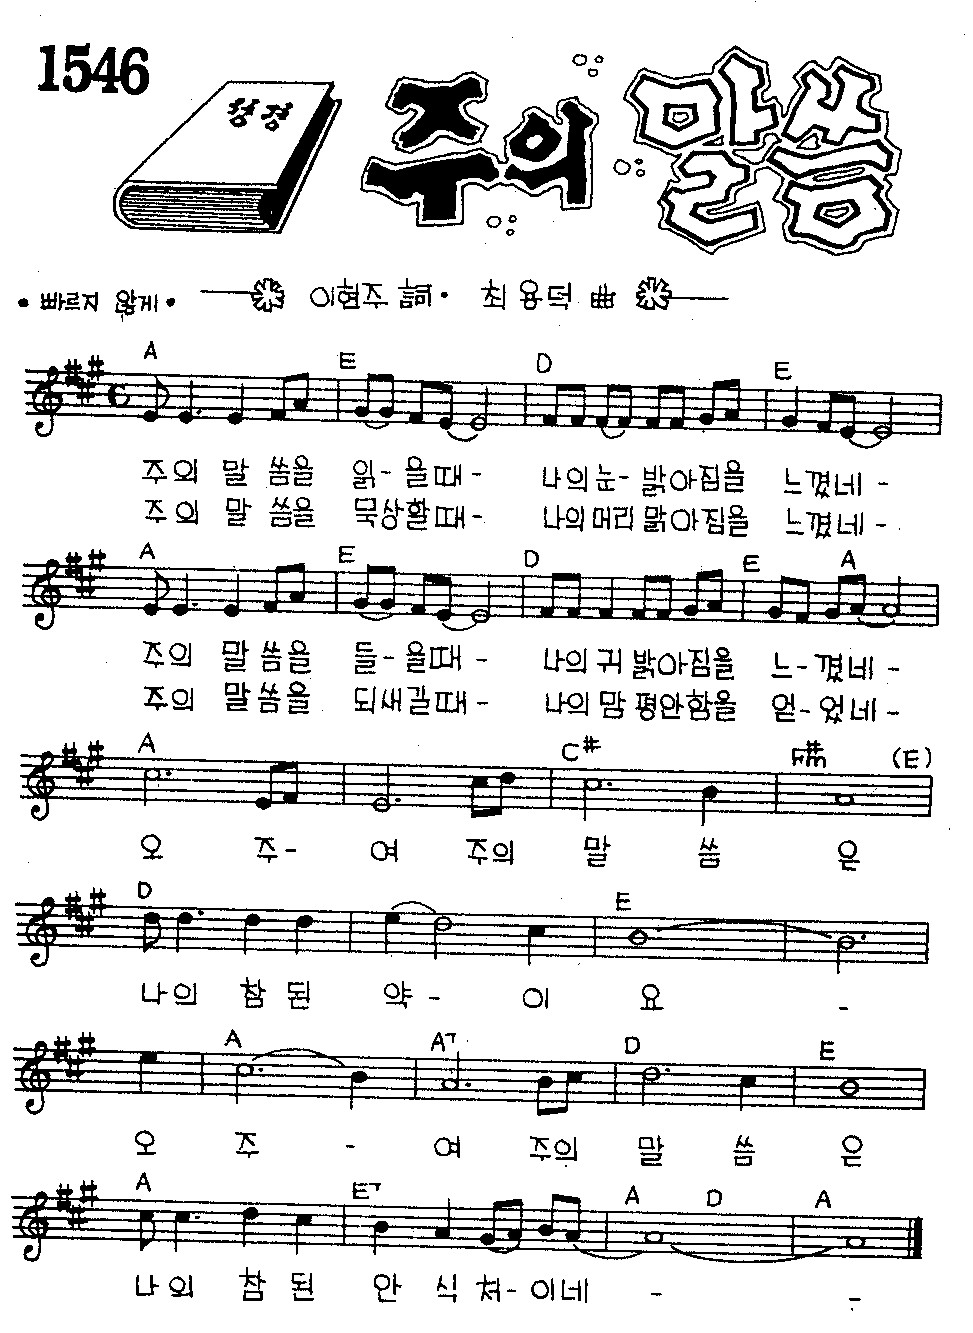 1546
성경
주의 말씀
• 빠르지 않게 • 이현주 詞 • 최용덕 曲
A E D E
주의 말씀을 읽-을때- 나의눈-밝아짐을 느꼈네-
주의 말씀을 묵상할때- 나의머리 맑아짐을 느꼈네-
A E D E A
주의 말씀을 들-을때- 나의 귀 밝아짐을 느-꼈네-
주의 말씀을 되새길때- 나의 맘 평안함을 얻-었네-
A C# F#m (E)
오 주- 여 주의 말 씀 은
D E
나의 참된 약- 이 요 -
A A7 D E
오 주 - 여 주의 말 씀 은
A E7 A D A
나의 참된 안식처-이네 - -